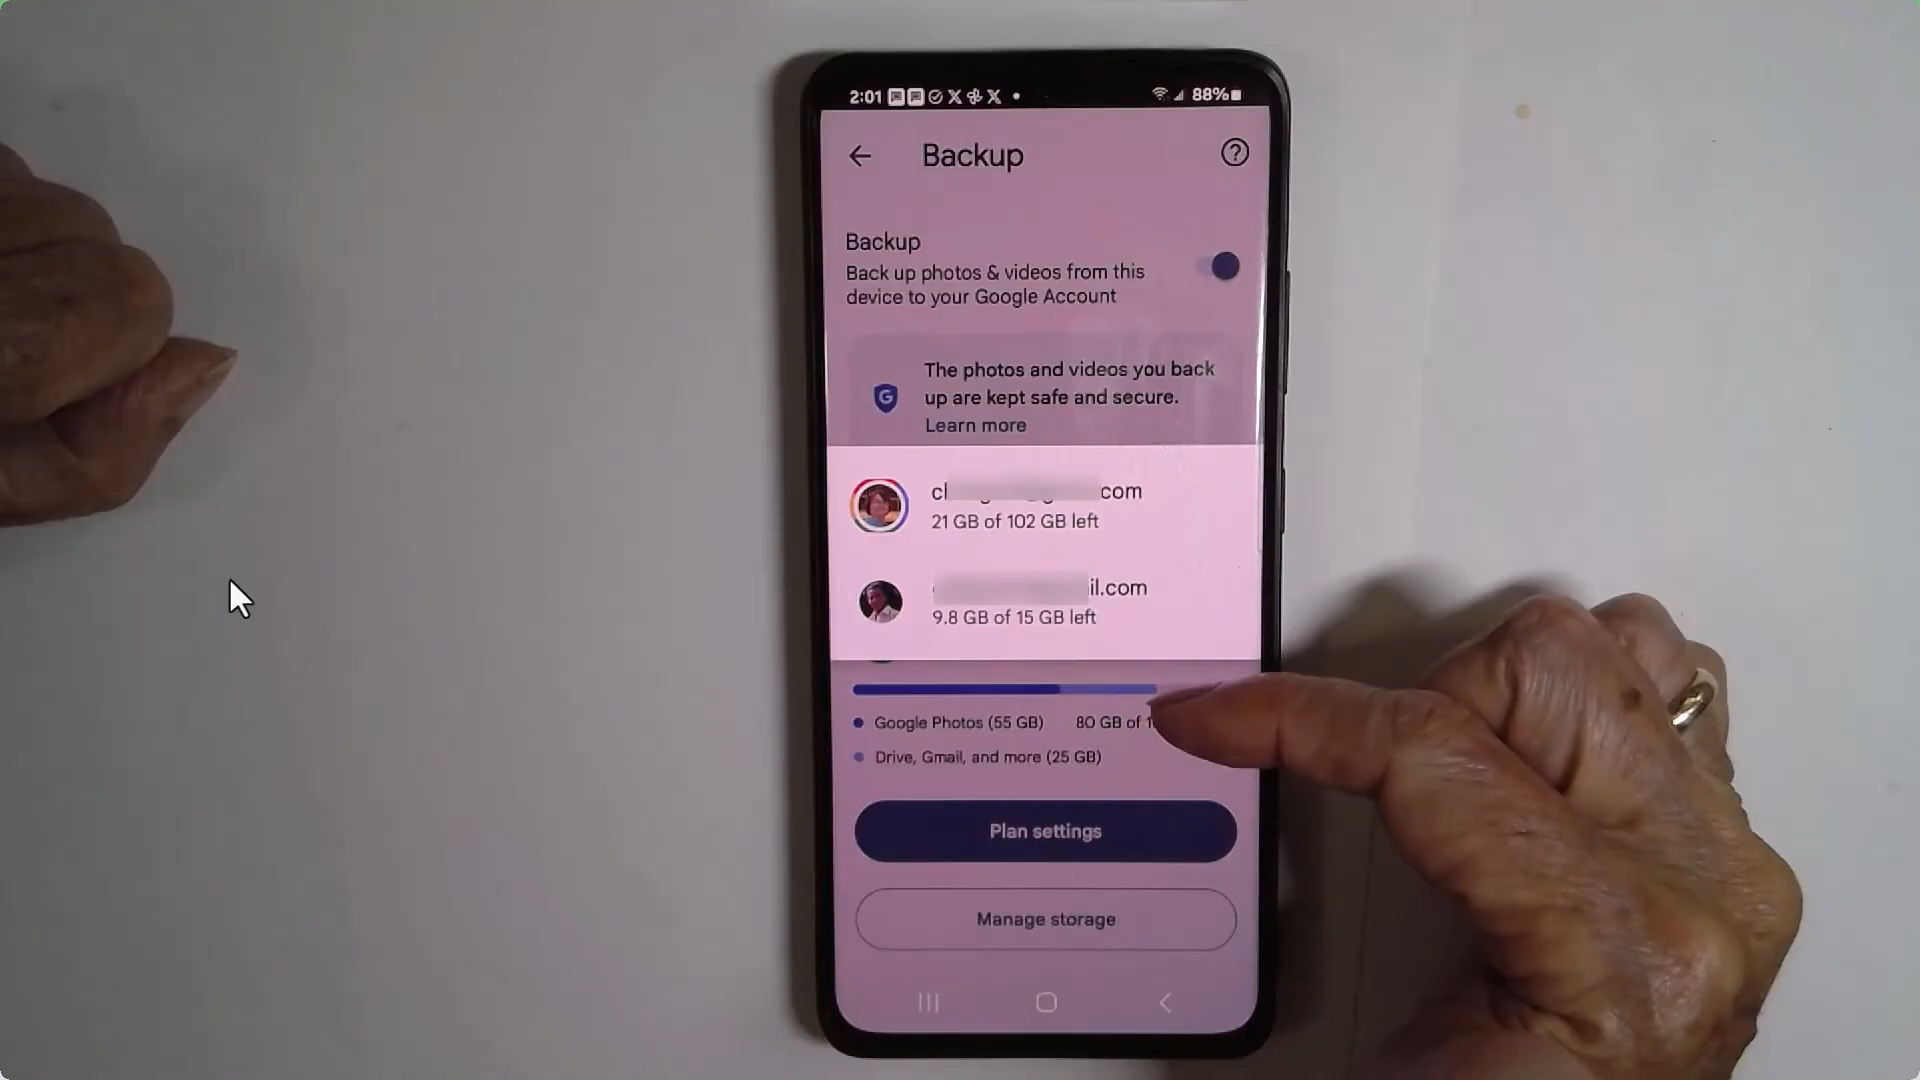 2:01 88%
Backup
Backup
Back up photos & videos from this
device to your Google Account
The photos and videos you back
up are kept safe and secure.
Learn more
com
21 GB of 102 GB left
il.com
9.8 GB of 15 GB left
Google Photos (55 GB) 80 GB of
Drive, Gmail, and more (25 GB)
Plan settings
Manage storage